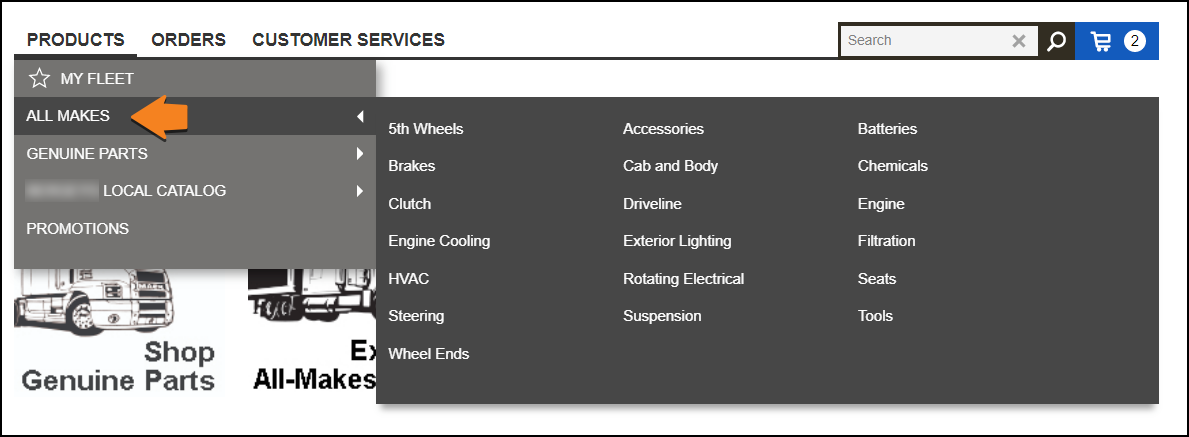 PRODUCTS ORDERS CUSTOMER SERVICES Search 2
MY FLEET
ALL MAKES
GENUINE PARTS
LOCAL CATALOG
PROMOTIONS
5th Wheels Accessories Batteries
Brakes Cab and Body Chemicals
Clutch Driveline Engine
Engine Cooling Exterior Lighting Filtration
HVAC Rotating Electrical Seats
Steering Suspension Tools
Wheel Ends
Shop
Genuine Parts
All-Makes